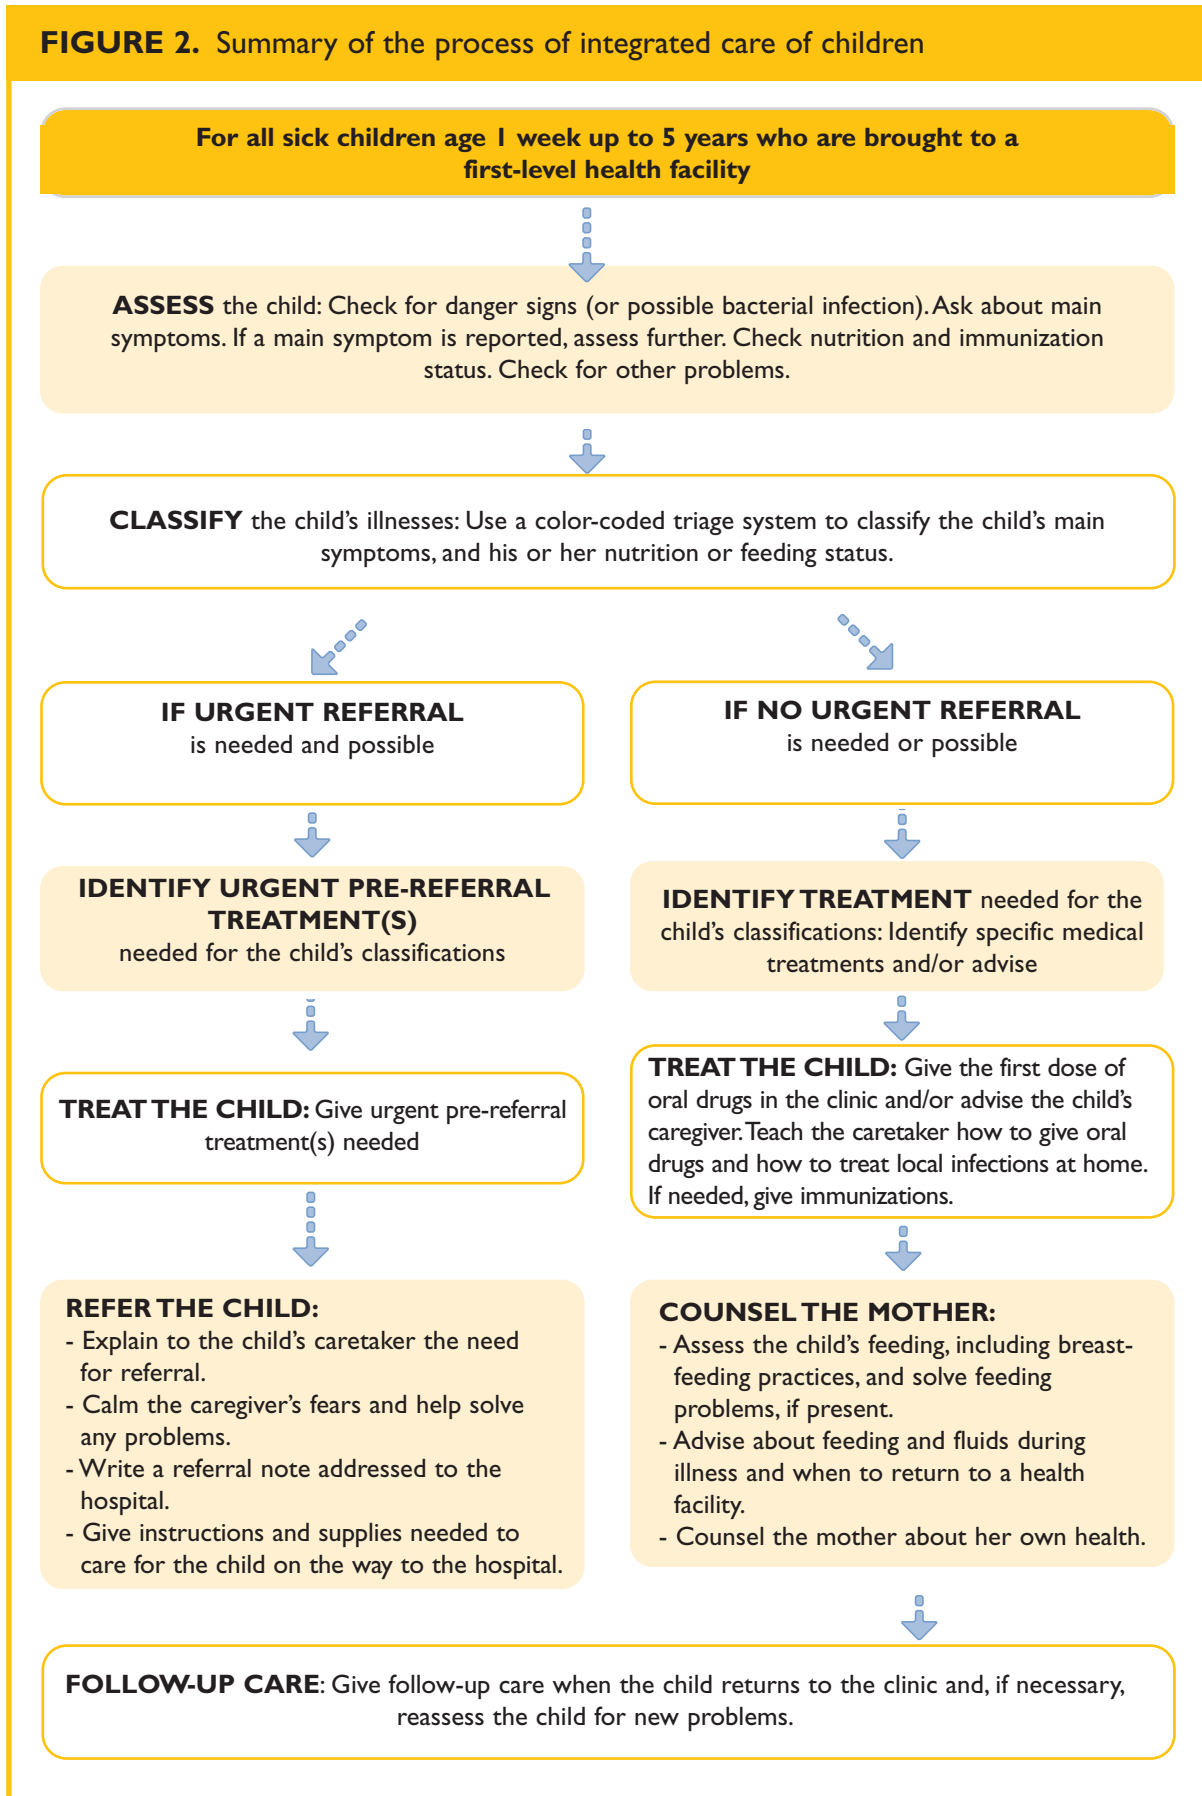 FIGURE 2. Summary of the process of integrated care of children
For all sick children age 1 week up to 5 years who are brought to a
first-level health facility
ASSESS the child: Check for danger signs (or possible bacterial infection). Ask about main
symptoms. If a main symptom is reported, assess further. Check nutrition and immunization
status. Check for other problems.
CLASSIFY the child's illnesses: Use a color-coded triage system to classify the child's main
symptoms, and his or her nutrition or feeding status.
IF URGENT REFERRAL
is needed and possible
IDENTIFY URGENT PRE-REFERRAL
TREATMENT(S)
needed for the child's classifications
TREAT THE CHILD: Give urgent pre-referral
treatment(s) needed
REFER THE CHILD:
- Explain to the child's caretaker the need
for referral.
- Calm the caregiver's fears and help solve
any problems.
- Write a referral note addressed to the
hospital.
- Give instructions and supplies needed to
care for the child on the way to the hospital.
IF NO URGENT REFERRAL
is needed or possible
IDENTIFY TREATMENT needed for the
child's classifications: Identify specific medical
treatments and/or advise
TREAT THE CHILD: Give the first dose of
oral drugs in the clinic and/or advise the child's
caregiver. Teach the caretaker how to give oral
drugs and how to treat local infections at home.
If needed, give immunizations.
COUNSEL THE MOTHER:
- Assess the child's feeding, including breast-
feeding practices, and solve feeding
problems, if present.
- Advise about feeding and fluids during
illness and when to return to a health
facility.
- Counsel the mother about her own health.
FOLLOW-UP CARE: Give follow-up care when the child returns to the clinic and, if necessary,
reassess the child for new problems.